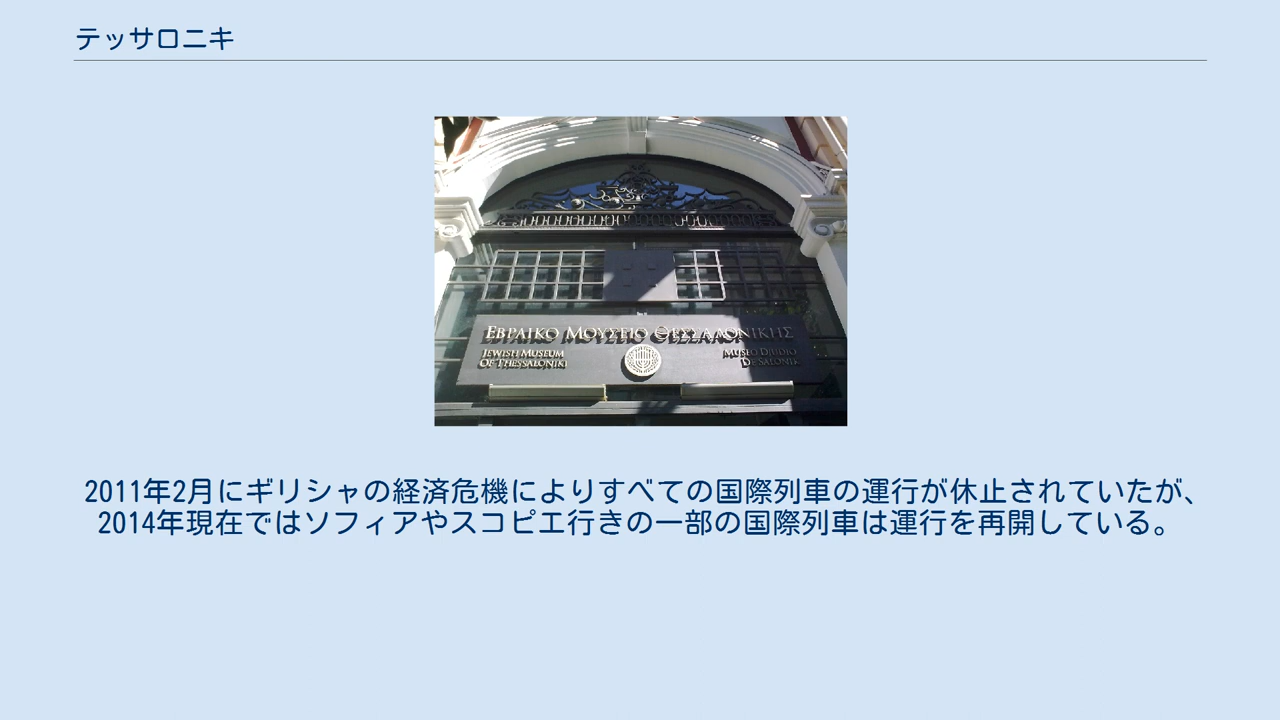 テッサロニキ
ΕΒΡΑΙΚΟ ΜΟΥΣΕΙΟ ΘΕΣΣΑΛΟΝΙΚΗΣ
JEWISH MUSEUM
OF THESSALONIKI
MUSEO DJIDIO
DE SALONIK
2011年2月にギリシャの経済危機によりすべての国際列車の運行が休止されていたが、
2014年現在ではソフィアやスコピエ行きの一部の国際列車は運行を再開している。